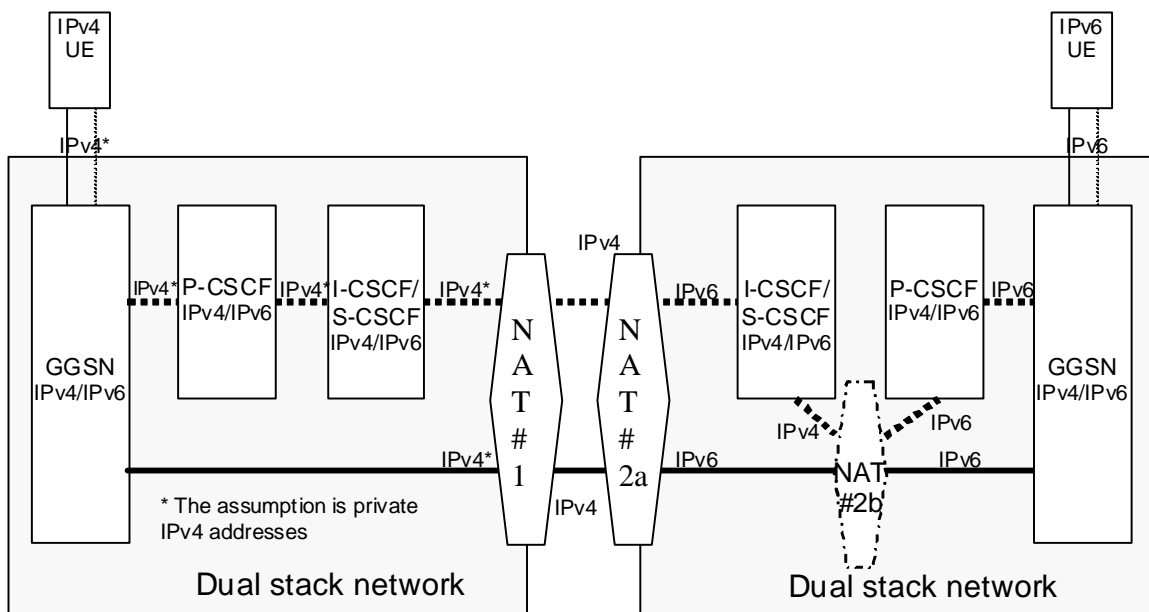 IPv4
UE
IPv6
UE
IPv4*
IPv6
IPv4
IPv4*
P-CSCF
IPv4/IPv6
IPv4*
I-CSCF/
S-CSCF
IPv4/IPv6
IPv4*
IPv6
I-CSCF/
S-CSCF
IPv4/IPv6
P-CSCF
IPv4/IPv6
IPv6
GGSN
IPv4/IPv6
N
A
T
#
1
N
A
T
#
2a
GGSN
IPv4/IPv6
IPv4
IPv6
IPv4*
IPv6
NAT
#2b
IPv6
IPv4
* The assumption is private
IPv4 addresses
Dual stack network
Dual stack network